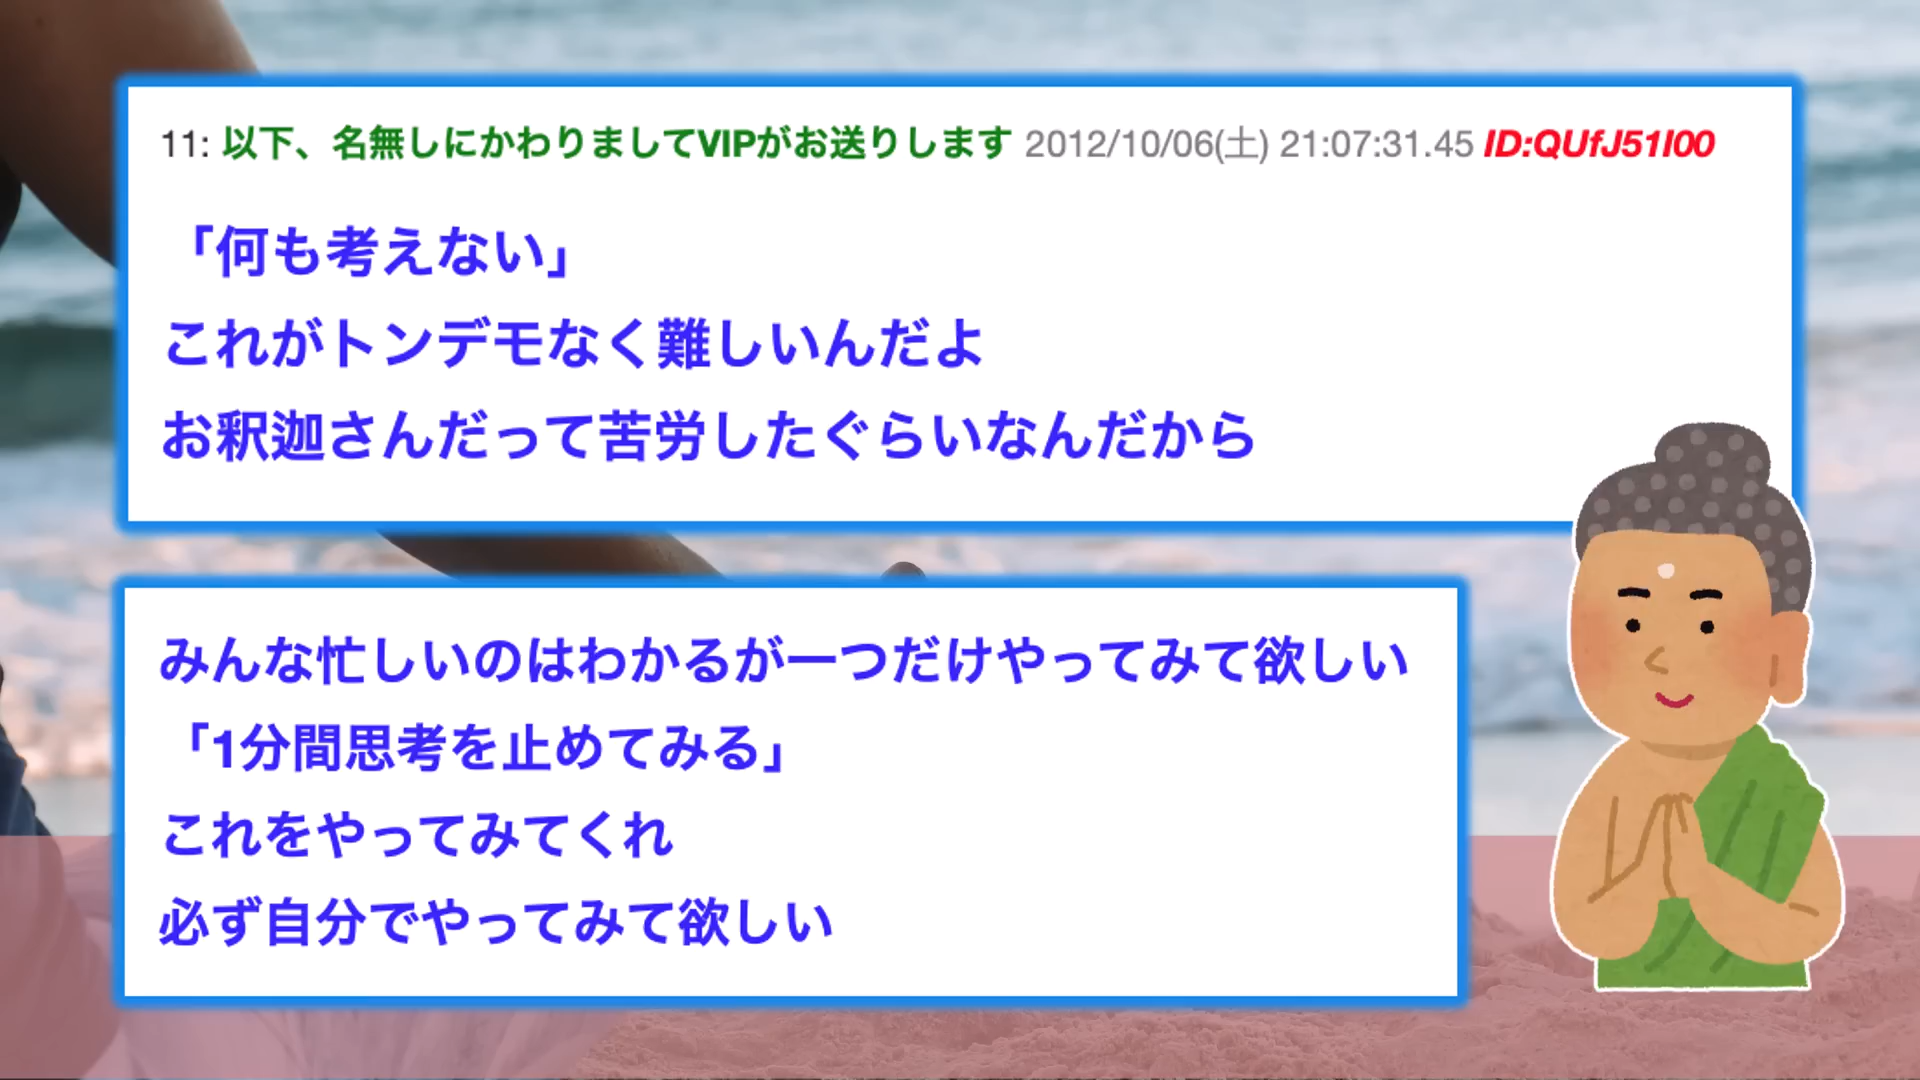 11: 以下、名無しにかわりましてVIPがお送りします 2012/10/06(土) 21:07:31.45 ID:QUfJ51I00
「何も考えない」
これがトンデモなく難しいんだよ
お釈迦さんだって苦労したぐらいなんだから
みんな忙しいのはわかるが一つだけやってみて欲しい
「1分間思考を止めてみる」
これをやってみてくれ
必ず自分でやってみて欲しい